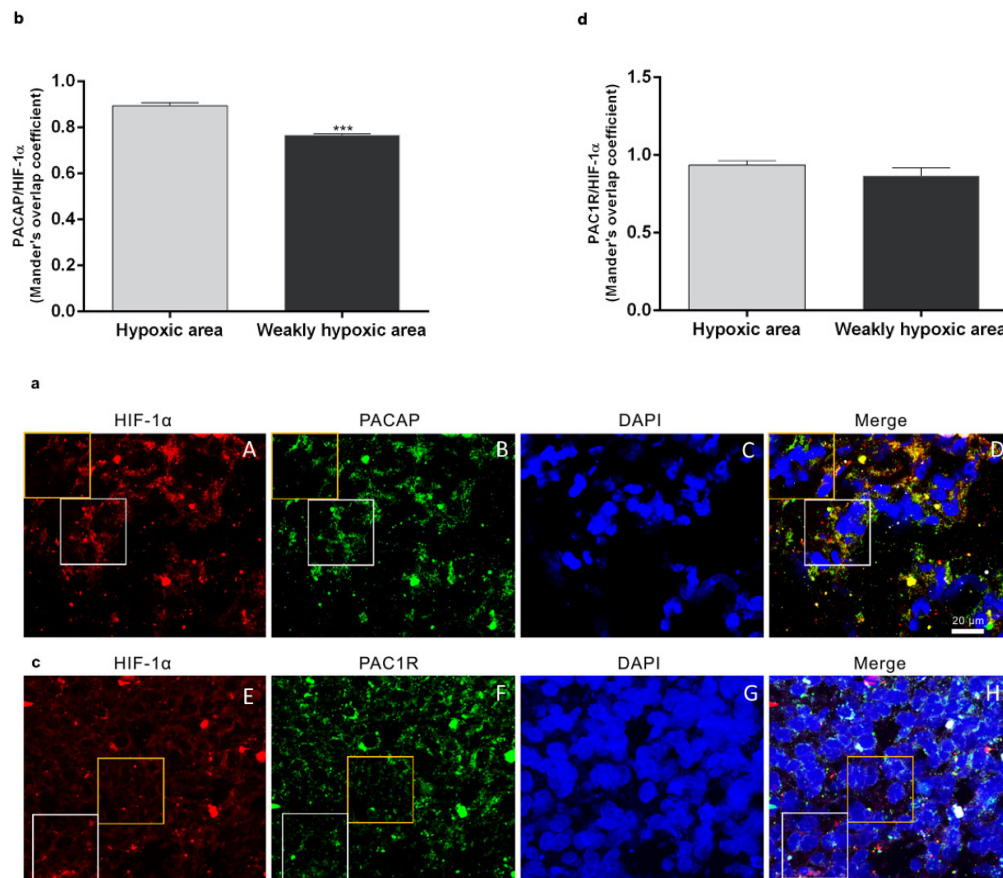 b
d
1.0
0.8
0.6
0.4
0.2
0.0
PACAP/HIF-1α
(Mander's overlap coefficient)
***
Hypoxic area
Weakly hypoxic area
1.5
1.0
0.5
0.0
PAC1R/HIF-1α
(Mander's overlap coefficient)
Hypoxic area
Weakly hypoxic area
a
HIF-1α
PACAP
DAPI
Merge
A
B
C
D
20 µm
c
HIF-1α
PAC1R
DAPI
Merge
E
F
G
H